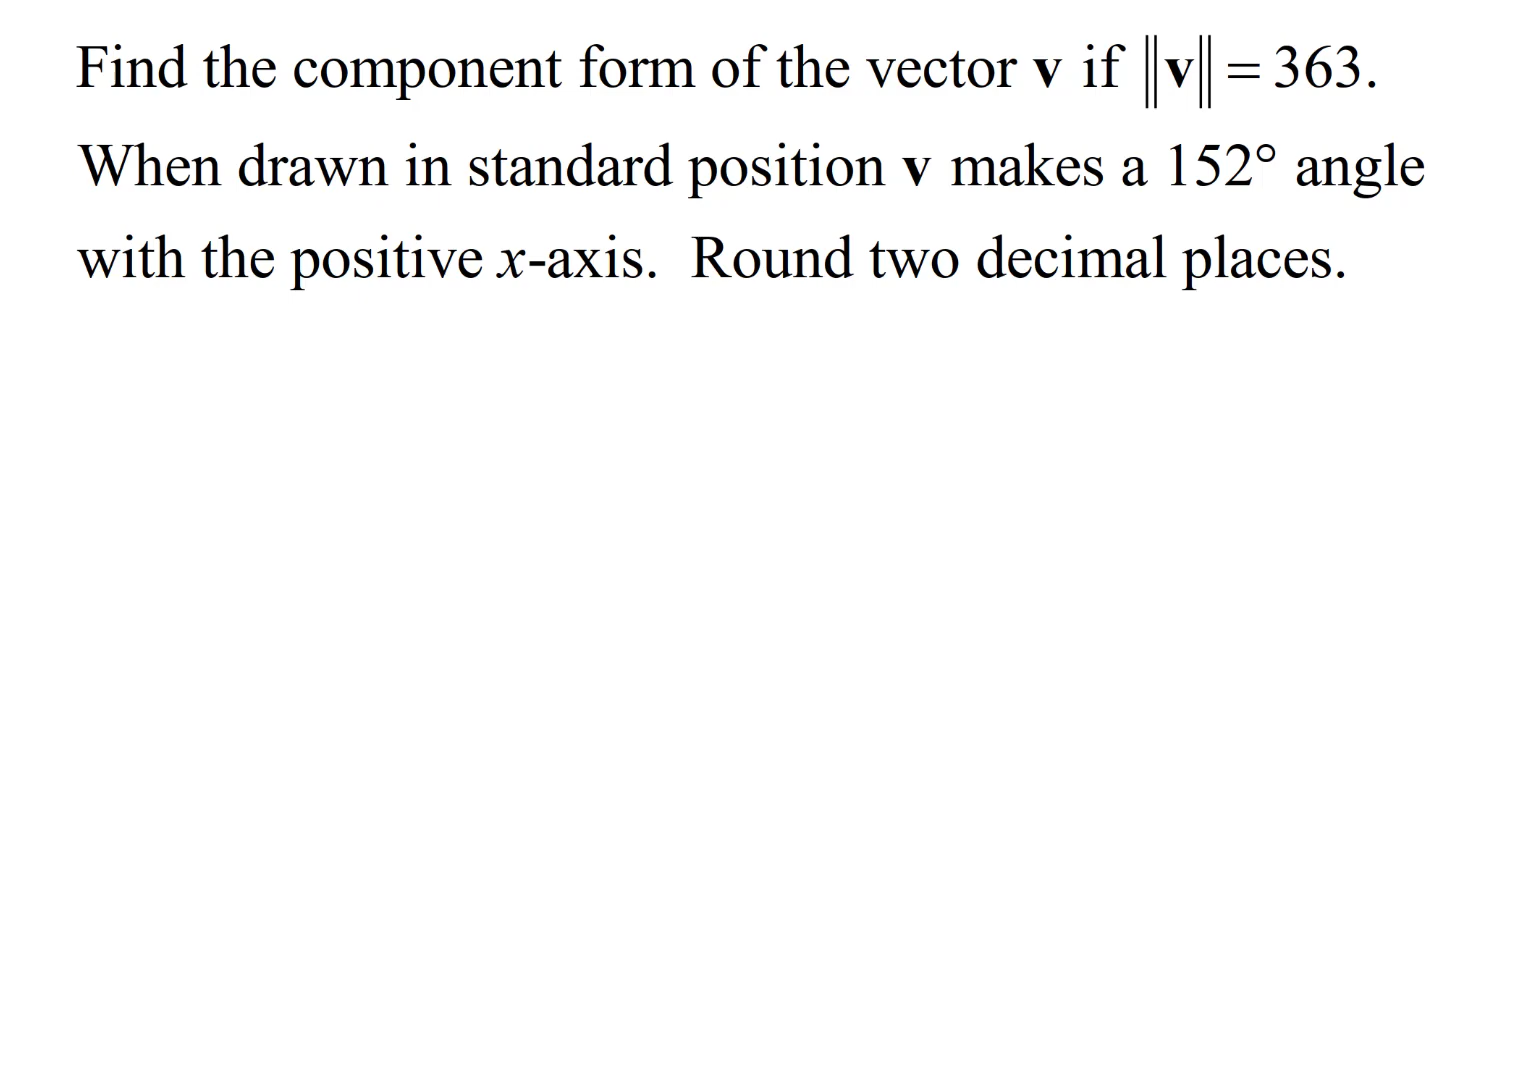 Find the component form of the vector v if ‖v‖ = 363.
When drawn in standard position v makes a 152° angle
with the positive x-axis. Round two decimal places.